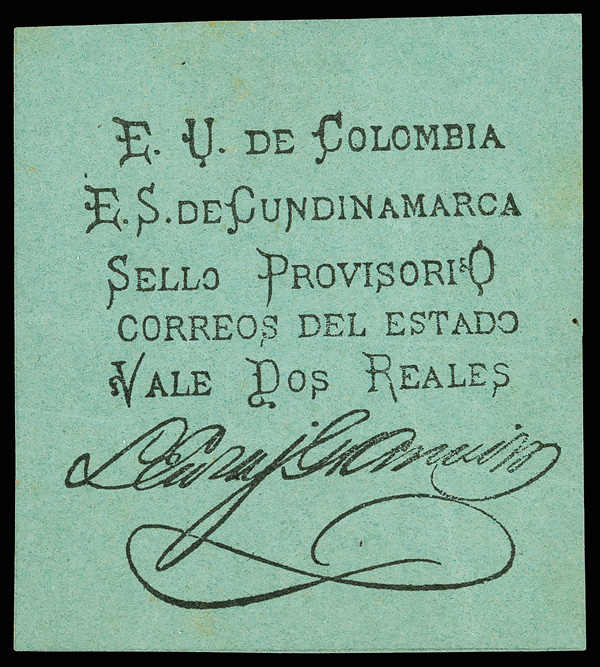 E. U. DE COLOMBIA
E. S. DE CUNDINAMARCA
SELLO PROVISORIO
CORREOS DEL ESTADO
VALE DOS REALES